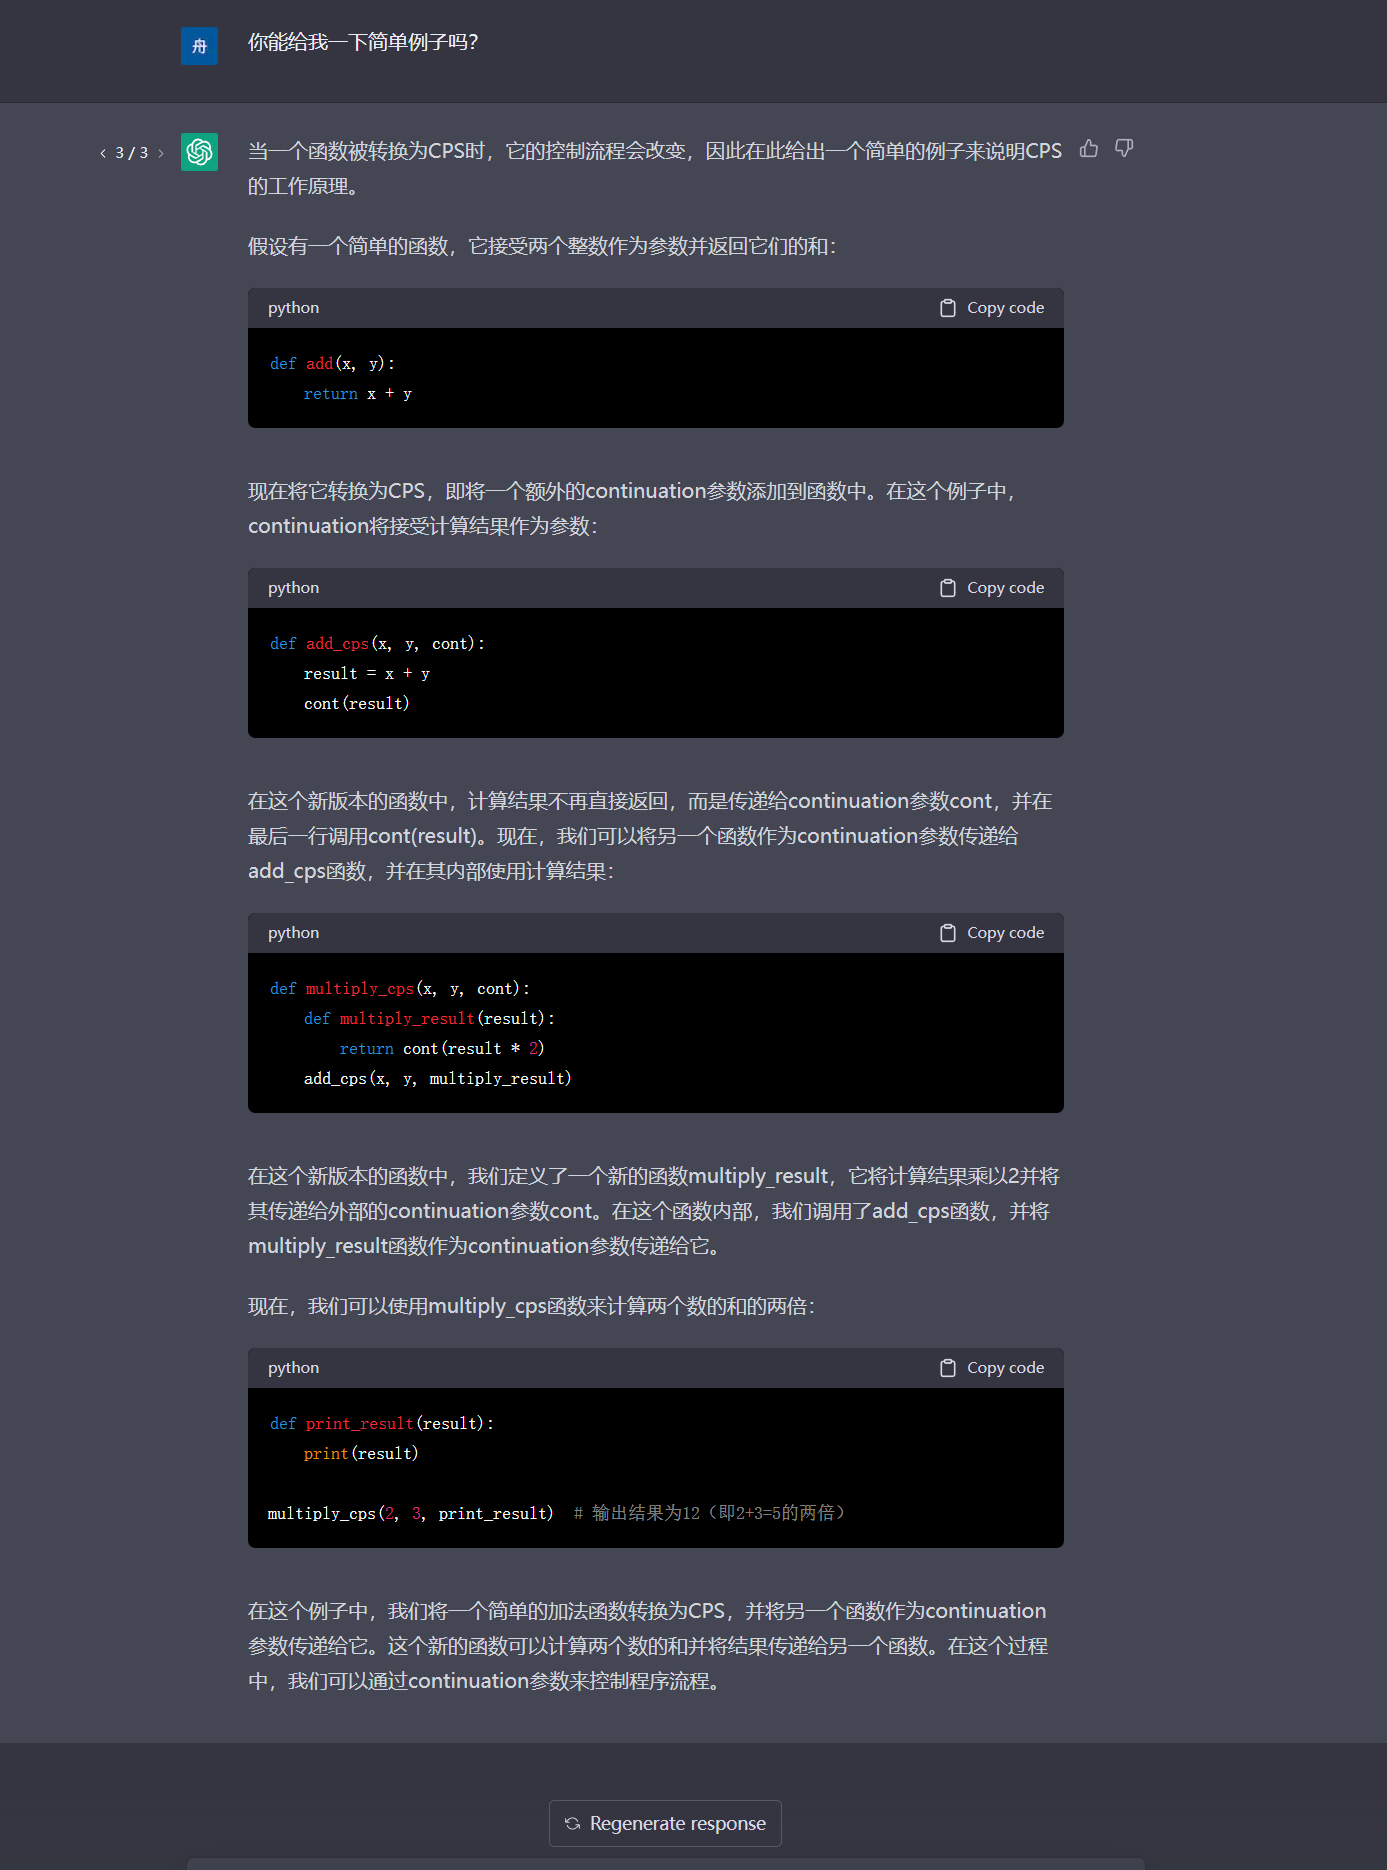 舟
你能给我一下简单例子吗？
3 / 3
当一个函数被转换为CPS时，它的控制流程会改变，因此在此给出一个简单的例子来说明CPS
的工作原理。
假设有一个简单的函数，它接受两个整数作为参数并返回它们的和：
python
Copy code
def add(x, y):
    return x + y
现在将它转换为CPS，即将一个额外的continuation参数添加到函数中。在这个例子中，
continuation将接受计算结果作为参数：
python
Copy code
def add_cps(x, y, cont):
    result = x + y
    cont(result)
在这个新版本的函数中，计算结果不再直接返回，而是传递给continuation参数cont，并在
最后一行调用cont(result)。现在，我们可以将另一个函数作为continuation参数传递给
add_cps函数，并在其内部使用计算结果：
python
Copy code
def multiply_cps(x, y, cont):
    def multiply_result(result):
        return cont(result * 2)
    add_cps(x, y, multiply_result)
在这个新版本的函数中，我们定义了一个新的函数multiply_result，它将计算结果乘以2并将
其传递给外部的continuation参数cont。在这个函数内部，我们调用了add_cps函数，并将
multiply_result函数作为continuation参数传递给它。
现在，我们可以使用multiply_cps函数来计算两个数的和的两倍：
python
Copy code
def print_result(result):
    print(result)
multiply_cps(2, 3, print_result)  # 输出结果为12（即2+3=5的两倍）
在这个例子中，我们将一个简单的加法函数转换为CPS，并将另一个函数作为continuation
参数传递给它。这个新的函数可以计算两个数的和并将结果传递给另一个函数。在这个过程
中，我们可以通过continuation参数来控制程序流程。
Regenerate response